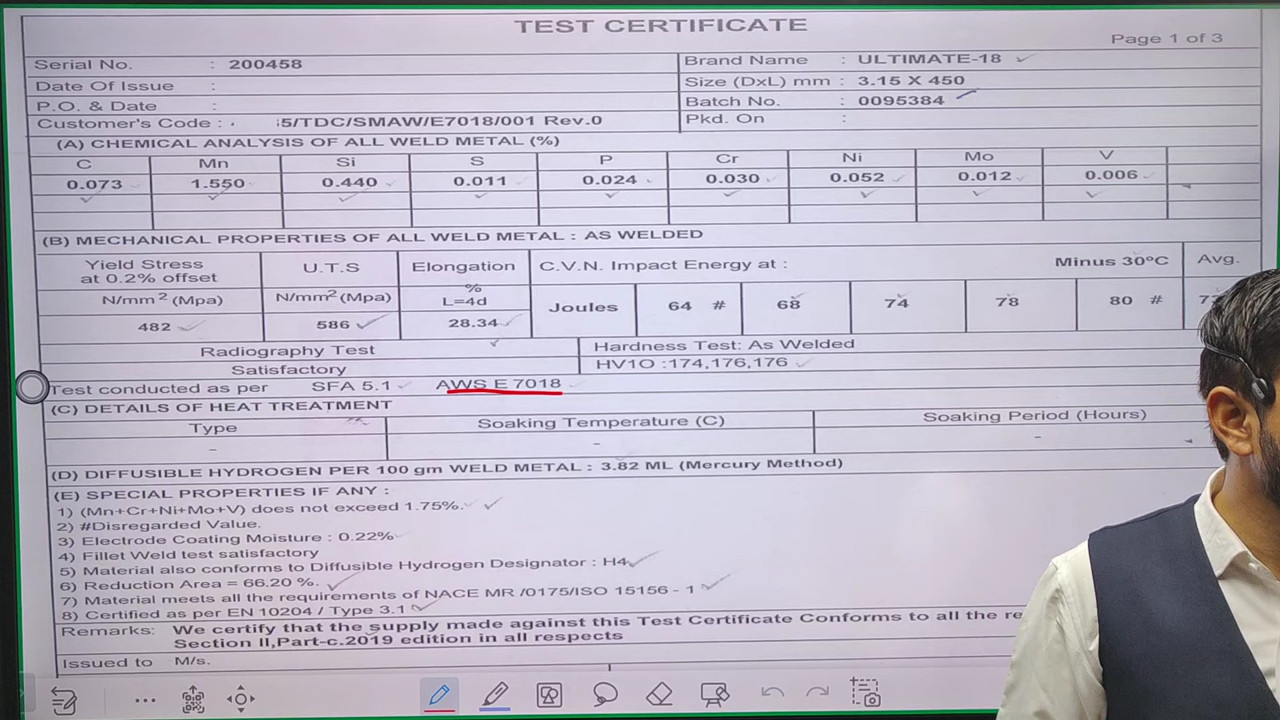 TEST CERTIFICATE
Page 1 of 3
Serial No. : 200458
Brand Name : ULTIMATE-18
Date Of Issue :
Size (DxL) mm : 3.15 X 450
P.O. & Date :
Batch No. : 0095384
Customer's Code : 5/TDC/SMAW/E7018/001 Rev.0
Pkd. On :
(A) CHEMICAL ANALYSIS OF ALL WELD METAL (%)
C Mn Si S P Cr Ni Mo V
0.073 1.550 0.440 0.011 0.024 0.030 0.052 0.012 0.006
(B) MECHANICAL PROPERTIES OF ALL WELD METAL : AS WELDED
Yield Stress at 0.2% offset U.T.S Elongation % L=4d C.V.N. Impact Energy at : Minus 30°C Avg.
N/mm² (Mpa) N/mm² (Mpa) Joules 64 # 68 74 78 80 #
482 586 28.34
Radiography Test Hardness Test: As Welded
Satisfactory HV1O :174,176,176
Test conducted as per SFA 5.1 AWS E 7018
(C) DETAILS OF HEAT TREATMENT
Type Soaking Temperature (C) Soaking Period (Hours)
- - -
(D) DIFFUSIBLE HYDROGEN PER 100 gm WELD METAL : 3.82 ML (Mercury Method)
(E) SPECIAL PROPERTIES IF ANY :
1) (Mn+Cr+Ni+Mo+V) does not exceed 1.75%.
2) #Disregarded Value.
3) Electrode Coating Moisture : 0.22%
4) Fillet Weld test satisfactory
5) Material also conforms to Diffusible Hydrogen Designator : H4
6) Reduction Area = 66.20 %.
7) Material meets all the requirements of NACE MR /0175/ISO 15156 - 1
8) Certified as per EN 10204 / Type 3.1
Remarks: We certify that the supply made against this Test Certificate Conforms to all the
Section II,Part-c.2019 edition in all respects
Issued to M/s.